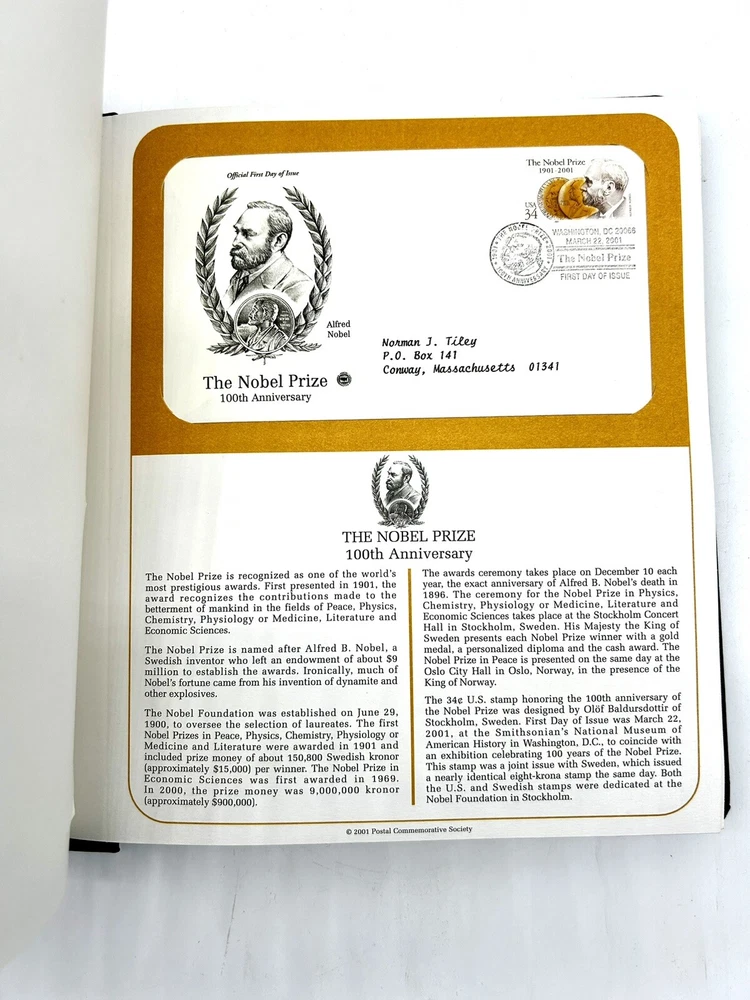 Official First Day of Issue
The Nobel Prize
1901-2001
USA
34
THE NOBEL PRIZE
WASHINGTON, DC 20066
MARCH 22, 2001
The Nobel Prize
FIRST DAY OF ISSUE
Alfred
Nobel
Norman J. Tiley
P.O. Box 141
Conway, Massachusetts 01341
The Nobel Prize
100th Anniversary
THE NOBEL PRIZE
100th Anniversary
The Nobel Prize is recognized as one of the world's
most prestigious awards. First presented in 1901, the
award recognizes the contributions made to the
betterment of mankind in the fields of Peace, Physics,
Chemistry, Physiology or Medicine, Literature and
Economic Sciences.
The Nobel Prize is named after Alfred B. Nobel, a
Swedish inventor who left an endowment of about $9
million to establish the awards. Ironically, much of
Nobel's fortune came from his invention of dynamite and
other explosives.
The Nobel Foundation was established on June 29,
1900, to oversee the selection of laureates. The first
Nobel Prizes in Peace, Physics, Chemistry, Physiology or
Medicine and Literature were awarded in 1901 and
included prize money of about 150,800 Swedish kronor
(approximately $15,000) per winner. The Nobel Prize in
Economic Sciences was first awarded in 1969.
In 2000, the prize money was 9,000,000 kronor
(approximately $900,000).
The awards ceremony takes place on December 10 each
year, the exact anniversary of Alfred B. Nobel's death in
1896. The ceremony for the Nobel Prize in Physics,
Chemistry, Physiology or Medicine, Literature and
Economic Sciences takes place at the Stockholm Concert
Hall in Stockholm, Sweden. His Majesty the King of
Sweden presents each Nobel Prize winner with a gold
medal, a personalized diploma and the cash award. The
Nobel Prize in Peace is presented on the same day at the
Oslo City Hall in Oslo, Norway, in the presence of the
King of Norway.
The 34¢ U.S. stamp honoring the 100th anniversary of
the Nobel Prize was designed by Olöf Baldursdottir of
Stockholm, Sweden. First Day of Issue was March 22,
2001, at the Smithsonian's National Museum of
American History in Washington, D.C., to coincide with
an exhibition celebrating 100 years of the Nobel Prize.
This stamp was a joint issue with Sweden, which issued
a nearly identical eight-krona stamp the same day. Both
the U.S. and Swedish stamps were dedicated at the
Nobel Foundation in Stockholm.
© 2001 Postal Commemorative Society